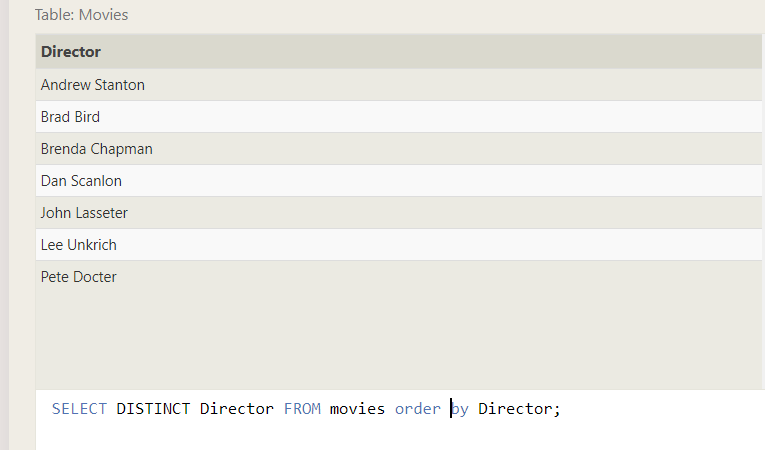 Table: Movies
Director
Andrew Stanton
Brad Bird
Brenda Chapman
Dan Scanlon
John Lasseter
Lee Unkrich
Pete Docter
SELECT DISTINCT Director FROM movies order by Director;